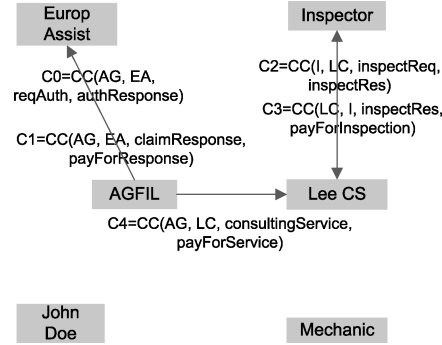 Europ
Assist
Inspector
C0=CC(AG, EA,
reqAuth, authResponse)
C2=CC(I, LC, inspectReq,
inspectRes)
C3=CC(LC, I, inspectRes,
payForInspection)
C1=CC(AG, EA, claimResponse,
payForResponse)
AGFIL
Lee CS
C4=CC(AG, LC, consultingService,
payForService)
John
Doe
Mechanic